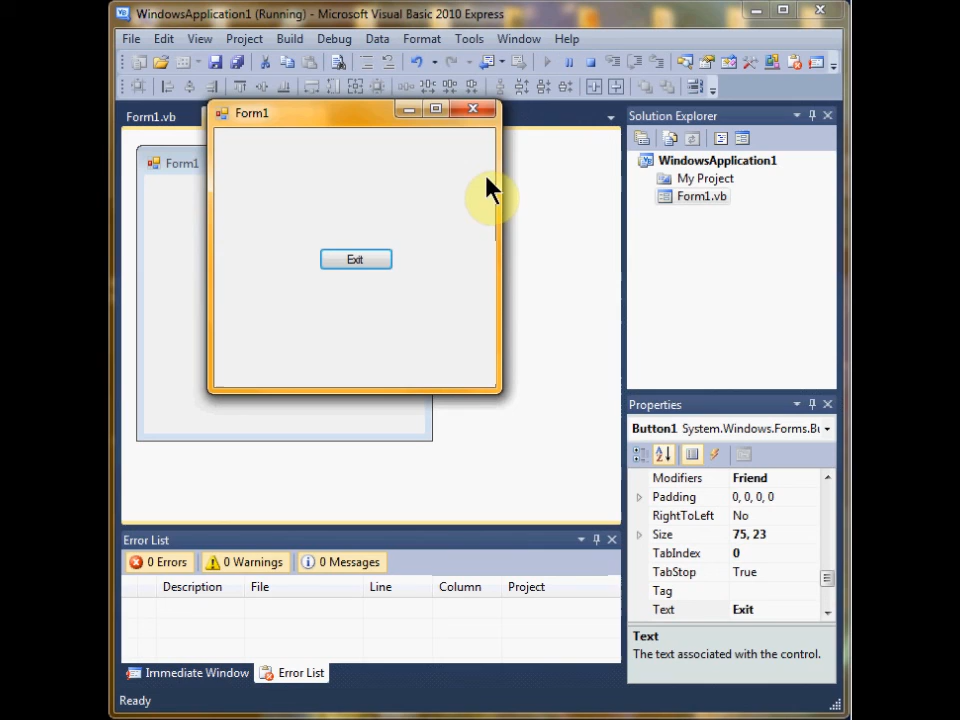 WindowsApplication1 (Running) - Microsoft Visual Basic 2010 Express
File Edit View Project Build Debug Data Format Tools Window Help
Form1.vb
Form1
Form1
Exit
Solution Explorer
WindowsApplication1
My Project
Form1.vb
Properties
Button1 System.Windows.Forms.Bu
Modifiers Friend
Padding 0, 0, 0, 0
RightToLeft No
Size 75, 23
TabIndex 0
TabStop True
Tag
Text Exit
Text
The text associated with the control.
Error List
0 Errors 0 Warnings 0 Messages
Description File Line Column Project
Immediate Window Error List
Ready